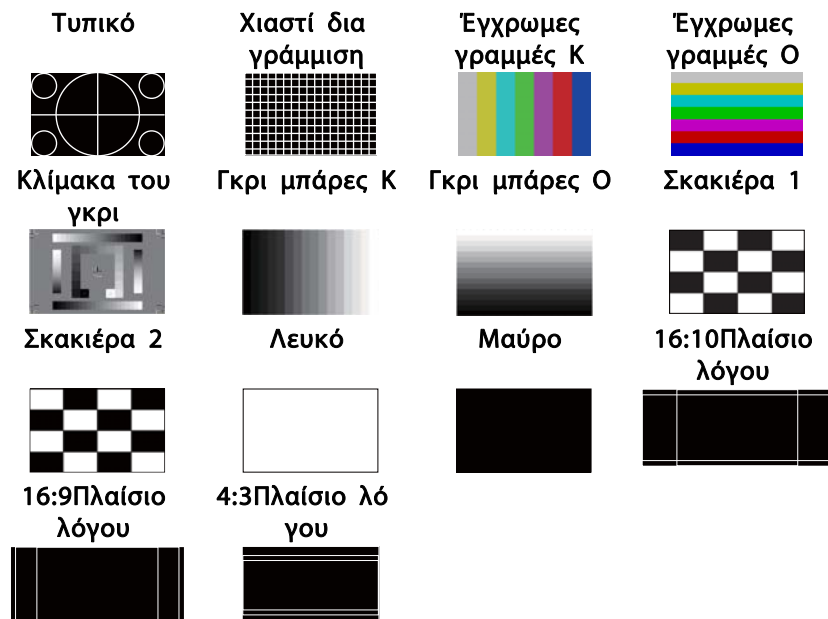 Τυπικό
Χιαστί δια
γράμμιση
Έγχρωμες
γραμμές Κ
Έγχρωμες
γραμμές Ο
Κλίμακα του
γκρι
Γκρι μπάρες Κ
Γκρι μπάρες Ο
Σκακιέρα 1
Σκακιέρα 2
Λευκό
Μαύρο
16:10Πλαίσιο
λόγου
16:9Πλαίσιο
λόγου
4:3Πλαίσιο λό
γου